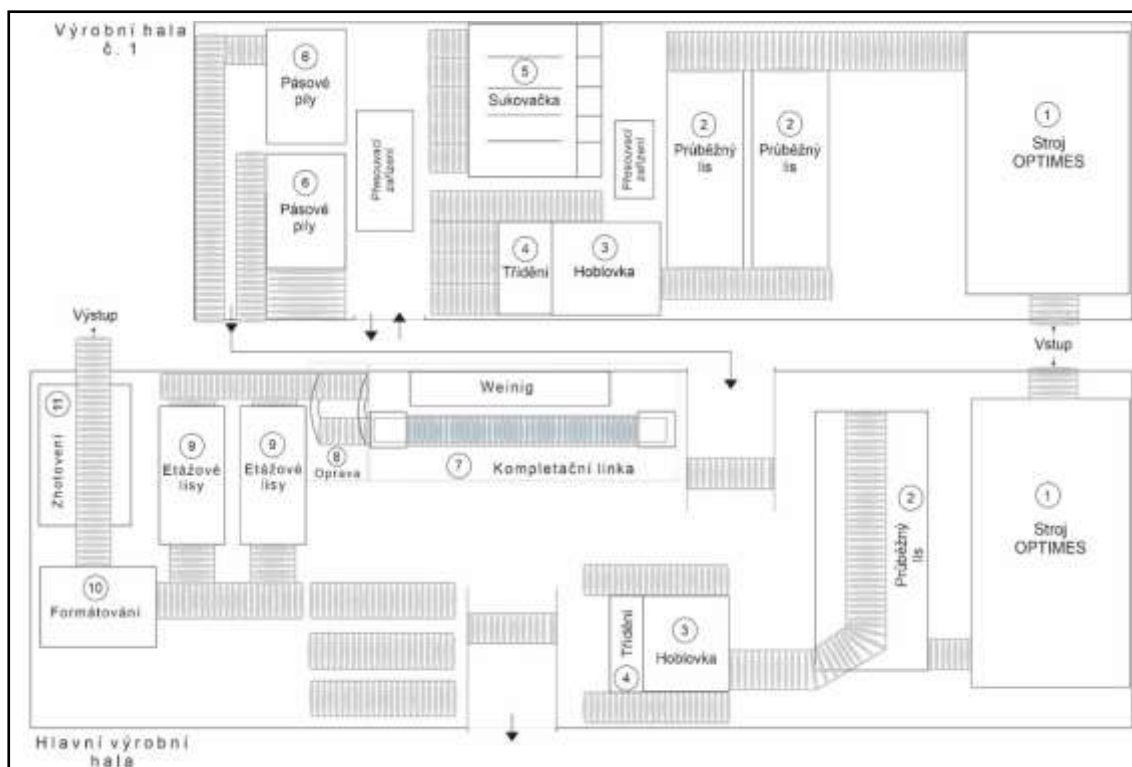 Výrobní hala
č. 1
6
Pásové
pily
6
Pásové
pily
Přesouvací
zařízení
5
Sukovačka
4
Třídění
3
Hoblovka
Přesouvací
zařízení
2
Průběžný
lis
2
Průběžný
lis
1
Stroj
OPTIMES
Výstup
Vstup
11
Zhotovení
9
Etážové
lisy
9
Etážové
lisy
8
Oprava
Weinig
7
Kompletační linka
10
Formátování
4
Třídění
3
Hoblovka
2
Průběžný
lis
1
Stroj
OPTIMES
Hlavní výrobní
hala